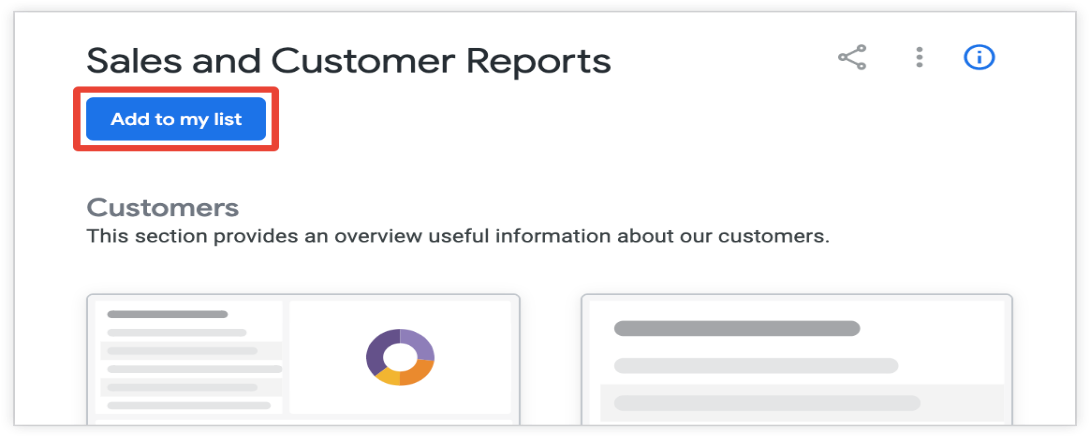 Sales and Customer Reports
Add to my list
Customers
This section provides an overview useful information about our customers.